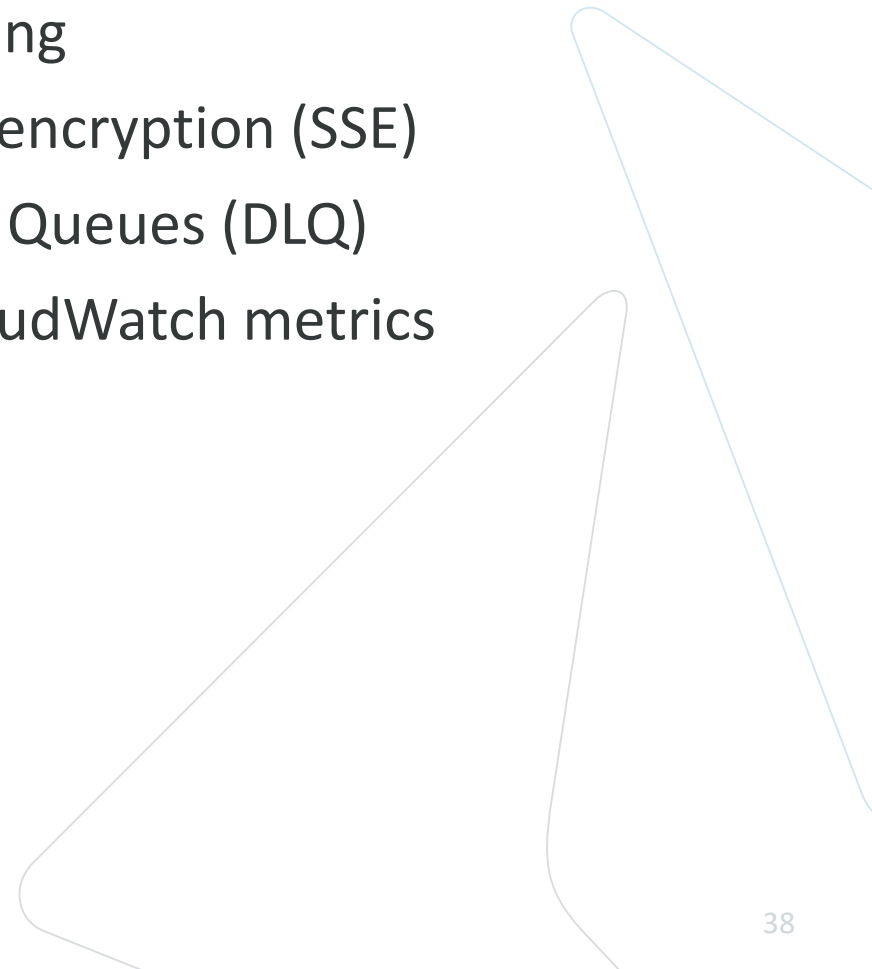 ng
encryption (SSE)
Queues (DLQ)
udWatch metrics
38